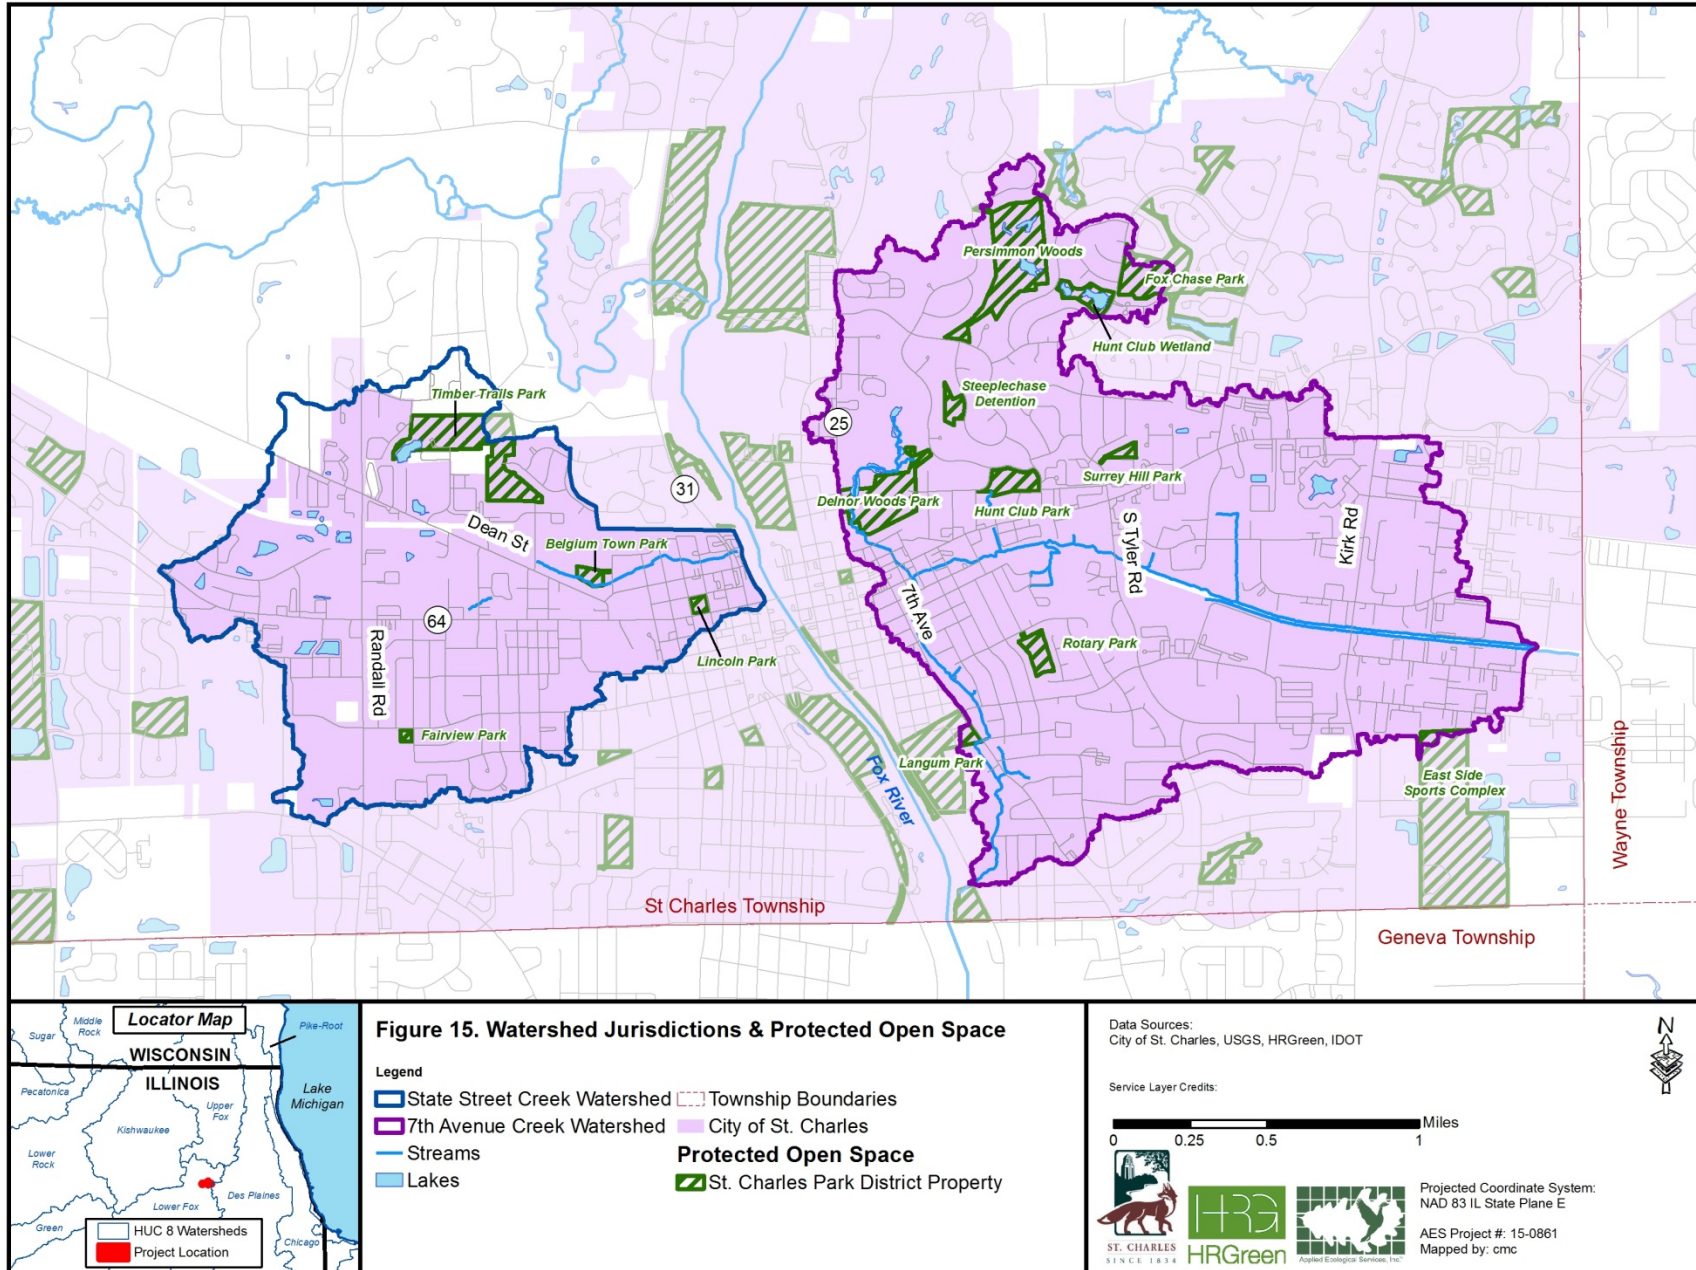 Persimmon Woods
Fox Chase Park
Hunt Club Wetland
Timber Trails Park
Steeplechase
Detention
25
31
Surrey Hill Park
Delnor Woods Park
Hunt Club Park
Dean St
Belgium Town Park
S Tyler Rd
Kirk Rd
7th Ave
64
Randall Rd
Lincoln Park
Rotary Park
Fairview Park
Langum Park
Fox River
East Side
Sports Complex
Wayne Township
St Charles Township
Geneva Township
Locator Map
Sugar
Middle
Rock
Pike-Root
WISCONSIN
ILLINOIS
Pecatonica
Lake
Michigan
Upper
Fox
Kishwaukee
Lower
Rock
Des Plaines
Lower Fox
Green
Chicago
HUC 8 Watersheds
Project Location
Figure 15. Watershed Jurisdictions & Protected Open Space
Legend
State Street Creek Watershed
7th Avenue Creek Watershed
Streams
Lakes
Township Boundaries
City of St. Charles
Protected Open Space
St. Charles Park District Property
Data Sources:
City of St. Charles, USGS, HRGreen, IDOT
Service Layer Credits:
Miles
0 0.25 0.5 1
N
ST. CHARLES
SINCE 1834
HRG
HRGreen
Applied Ecological Services, Inc.
Projected Coordinate System:
NAD 83 IL State Plane E
AES Project #: 15-0861
Mapped by: cmc